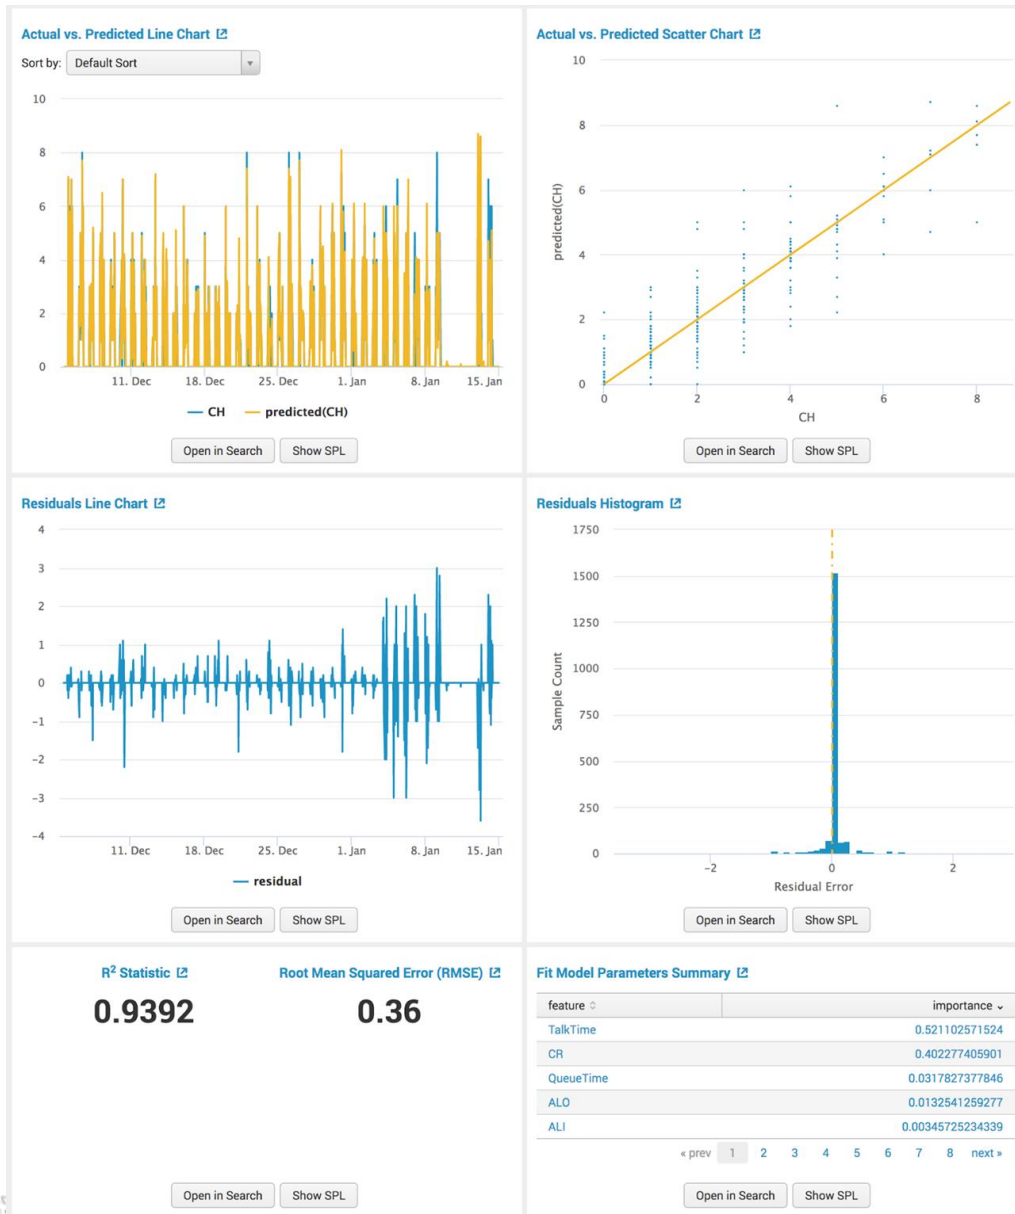 Actual vs. Predicted Line Chart
Sort by: Default Sort
10
8
6
4
2
0
11. Dec 18. Dec 25. Dec 1. Jan 8. Jan 15. Jan
CH predicted(CH)
Open in Search Show SPL
Actual vs. Predicted Scatter Chart
predicted(CH)
10
8
6
4
2
0
0 2 4 6 8
CH
Open in Search Show SPL
Residuals Line Chart
4
3
2
1
0
−1
−2
−3
−4
11. Dec 18. Dec 25. Dec 1. Jan 8. Jan 15. Jan
residual
Open in Search Show SPL
Residuals Histogram
Sample Count
1750
1500
1250
1000
750
500
250
0
−2 0 2
Residual Error
Open in Search Show SPL
R² Statistic Root Mean Squared Error (RMSE)
0.9392 0.36
Open in Search Show SPL
Fit Model Parameters Summary
feature importance
TalkTime 0.521102571524
CR 0.402277405901
QueueTime 0.0317827377846
ALO 0.0132541259277
ALI 0.00345725234339
« prev 1 2 3 4 5 6 7 8 next »
Open in Search Show SPL